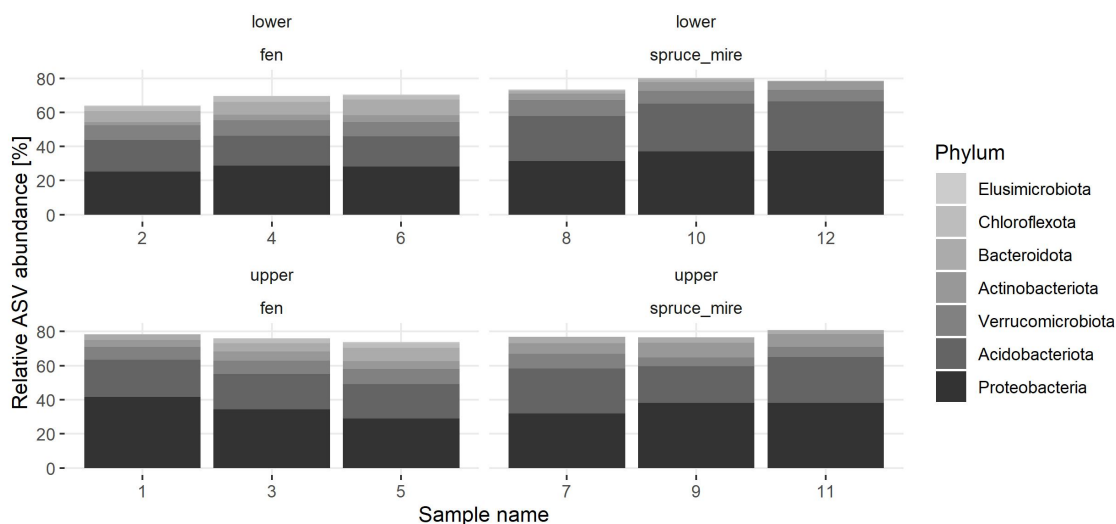 lower
fen
lower
spruce_mire
80
60
40
20
0
2
4
6
8
10
12
upper
fen
upper
spruce_mire
80
60
40
20
0
1
3
5
7
9
11
Relative ASV abundance [%]
Sample name
Phylum
Elusimicrobiota
Chloroflexota
Bacteroidota
Actinobacteriota
Verrucomicrobiota
Acidobacteriota
Proteobacteria